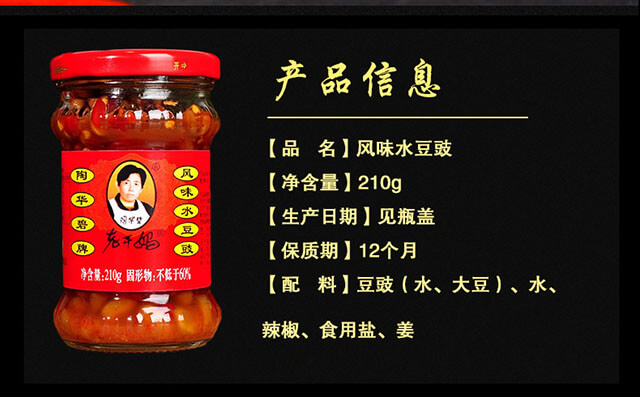 产品信息
【品 名】风味水豆豉
【净含量】210g
【生产日期】见瓶盖
【保质期】12个月
【配 料】豆豉（水、大豆）、水、
辣椒、食用盐、姜
陶华碧牌
风味水豆豉
陶华碧
老干妈
净含量:210g 固形物:不低于60%